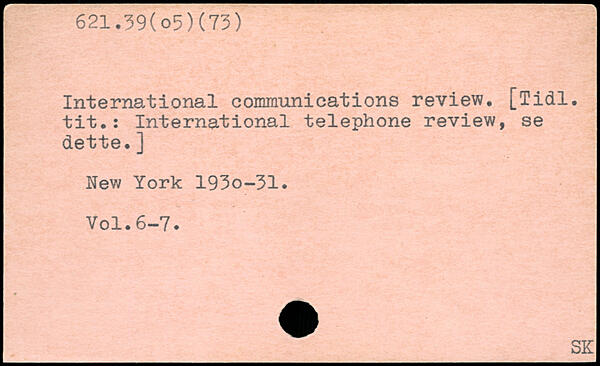 621.39(o5)(73)
International communications review. [Tidl.
tit.: International telephone review, se
dette.]
New York 193o-31.
Vol.6-7.
SK